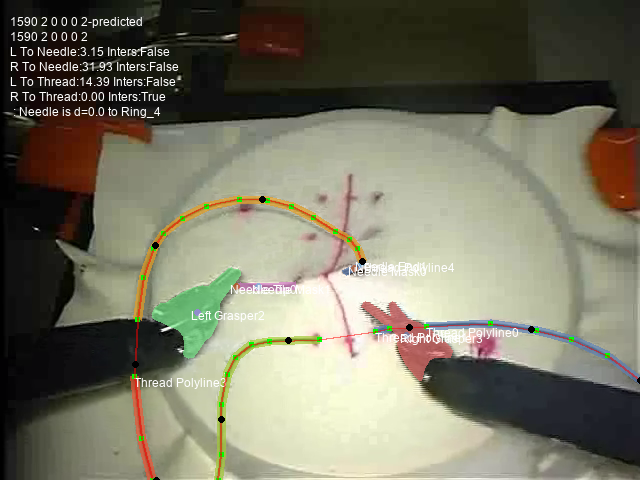 1590 2 0 0 0 2-predicted
1590 2 0 0 0 2
L To Needle:3.15 Inters:False
R To Needle:31.93 Inters:False
L To Thread:14.39 Inters:False
R To Thread:0.00 Inters:True
: Needle is d=0.0 to Ring_4
Needle Mask
Left Grasper2
Thread Polyline0
Thread Polyline3